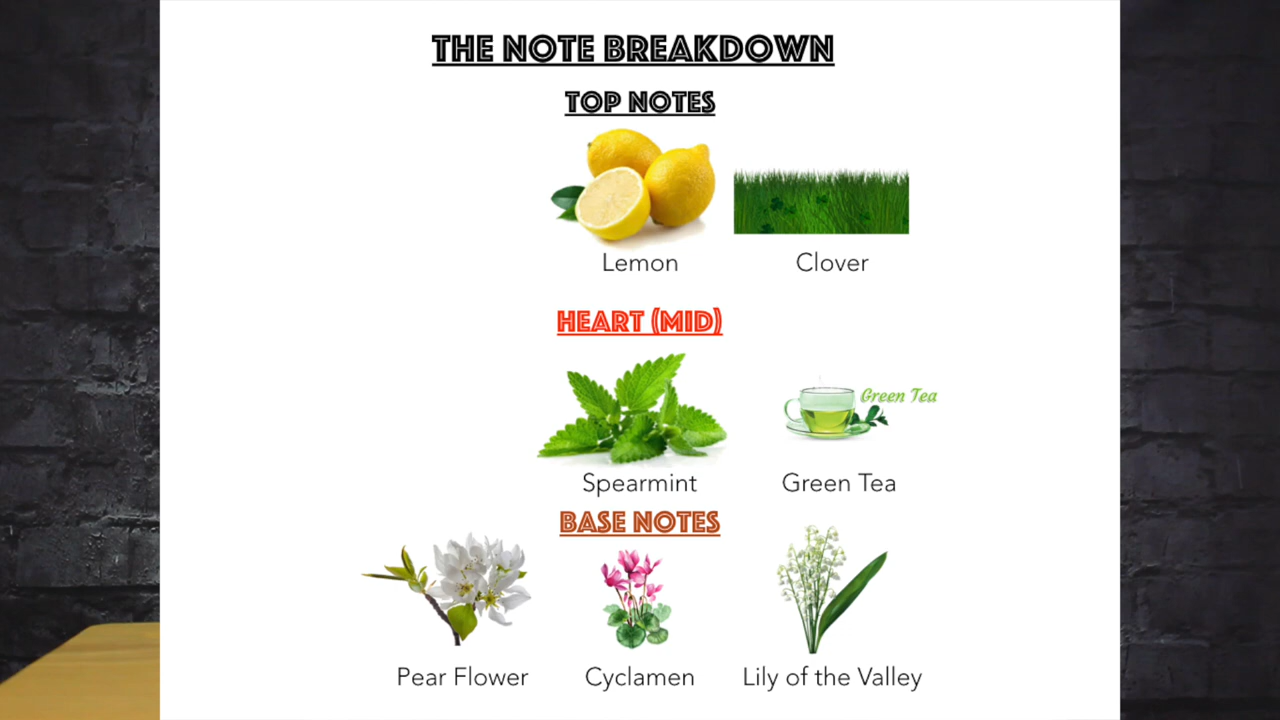 THE NOTE BREAKDOWN
TOP NOTES
Lemon Clover
HEART (MID)
Green Tea
Spearmint Green Tea
BASE NOTES
Pear Flower Cyclamen Lily of the Valley